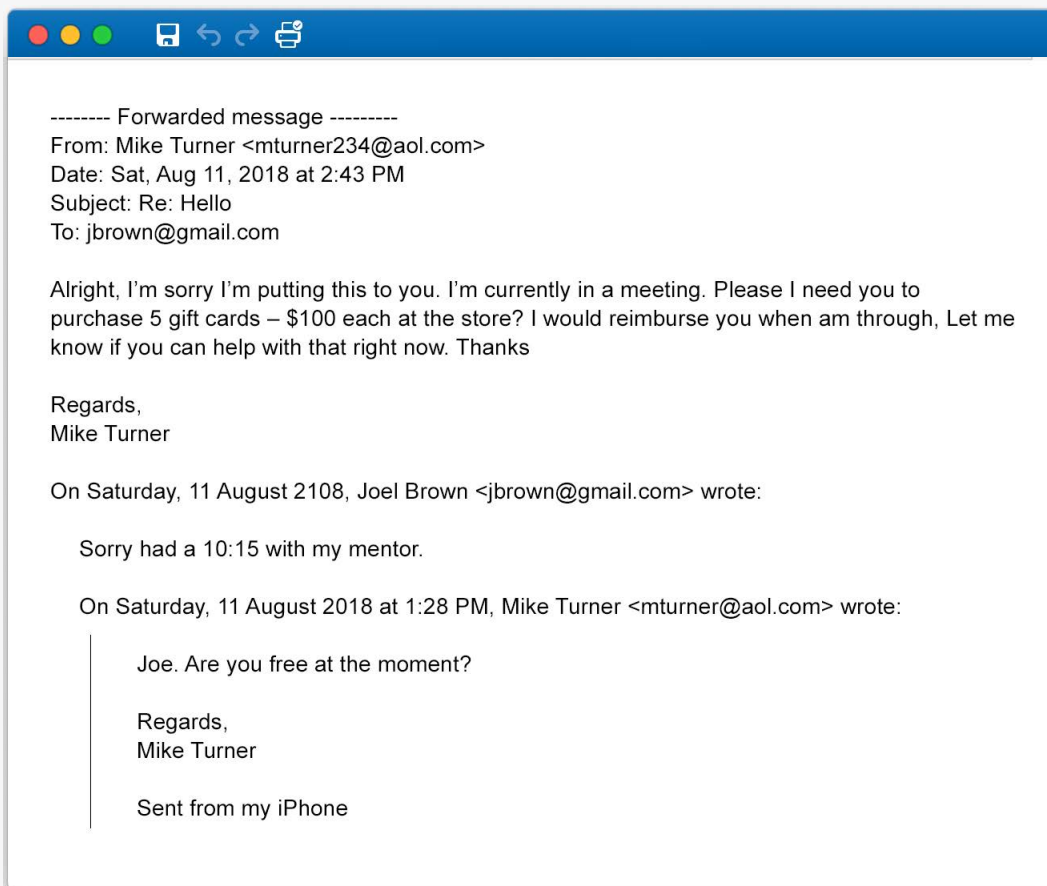 -------- Forwarded message ---------
From: Mike Turner <mturner234@aol.com>
Date: Sat, Aug 11, 2018 at 2:43 PM
Subject: Re: Hello
To: jbrown@gmail.com
Alright, I’m sorry I’m putting this to you. I’m currently in a meeting. Please I need you to
purchase 5 gift cards – $100 each at the store? I would reimburse you when am through, Let me
know if you can help with that right now. Thanks
Regards,
Mike Turner
On Saturday, 11 August 2108, Joel Brown <jbrown@gmail.com> wrote:
Sorry had a 10:15 with my mentor.
On Saturday, 11 August 2018 at 1:28 PM, Mike Turner <mturner@aol.com> wrote:
Joe. Are you free at the moment?
Regards,
Mike Turner
Sent from my iPhone